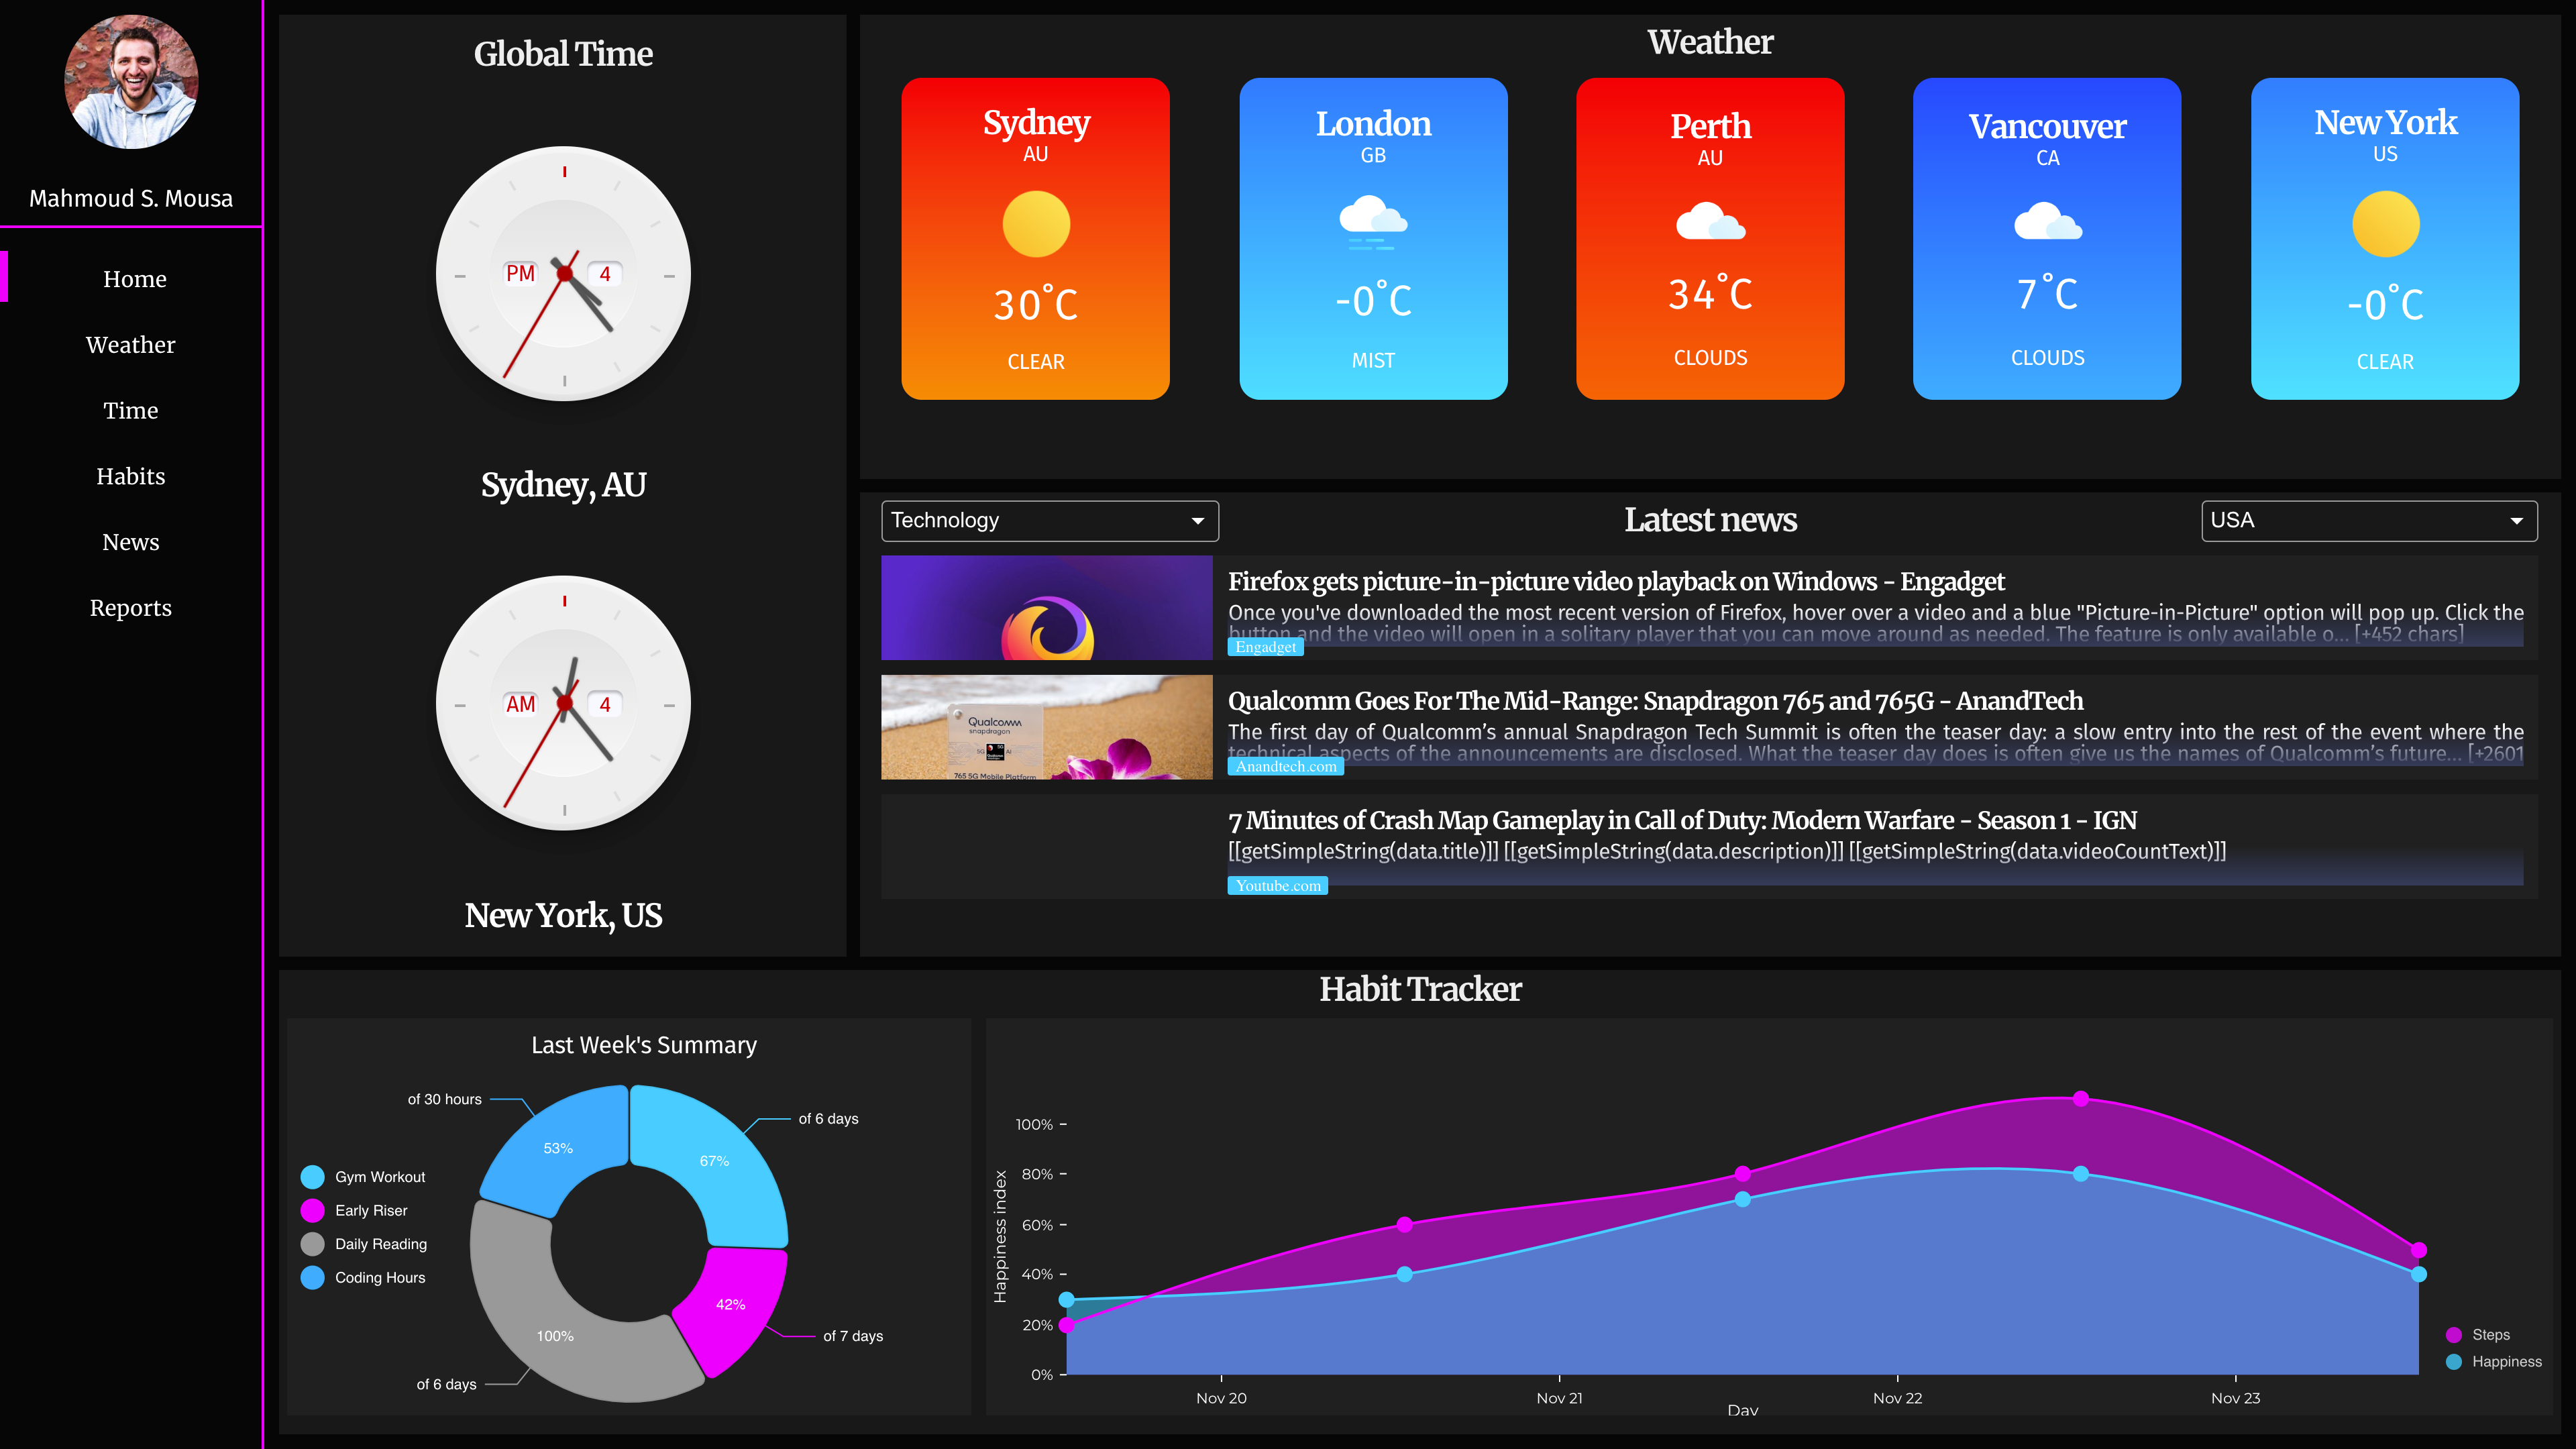 Mahmoud S. Mousa
Home
Weather
Time
Habits
News
Reports
Global Time
PM 4
Sydney, AU
AM 4
New York, US
Weather
Sydney
AU
30°C
CLEAR
London
GB
-0°C
MIST
Perth
AU
34°C
CLOUDS
Vancouver
CA
7°C
CLOUDS
New York
US
-0°C
CLEAR
Technology
Latest news
USA
Firefox gets picture-in-picture video playback on Windows - Engadget
Once you've downloaded the most recent version of Firefox, hover over a video and a blue "Picture-in-Picture" option will pop up. Click the
button and the video will open in a solitary player that you can move around as needed. The feature is only available o... [+452 chars]
Engadget
Qualcomm
snapdragon
5G
AI
765 5G Mobile Platform
Qualcomm Goes For The Mid-Range: Snapdragon 765 and 765G - AnandTech
The first day of Qualcomm’s annual Snapdragon Tech Summit is often the teaser day: a slow entry into the rest of the event where the
technical aspects of the announcements are disclosed. What the teaser day does is often give us the names of Qualcomm’s future... [+2601
Anandtech.com
7 Minutes of Crash Map Gameplay in Call of Duty: Modern Warfare - Season 1 - IGN
[[getSimpleString(data.title)]] [[getSimpleString(data.description)]] [[getSimpleString(data.videoCountText)]]
Youtube.com
Habit Tracker
Last Week's Summary
of 30 hours
of 6 days
53%
67%
Gym Workout
Early Riser
Daily Reading
Coding Hours
42%
100%
of 7 days
of 6 days
Happiness index
100%
80%
60%
40%
20%
0%
Nov 20
Nov 21
Nov 22
Nov 23
Day
Steps
Happiness